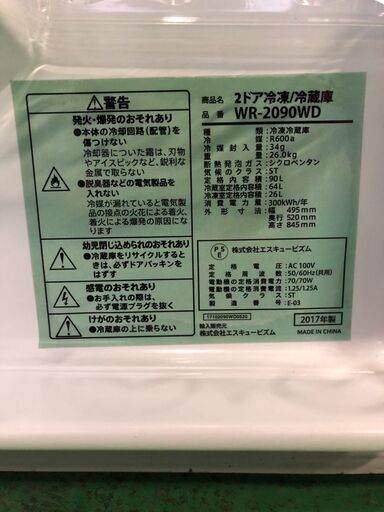 警告
発火・爆発のおそれあり
●本体の冷却回路(配管)を
傷つけない
冷却器についた霜は、刃物
やアイスピックなど、鋭利な
金属で取らない
●脱臭器などの電気製品を
入れない
冷媒が漏れていると電気製
品の接点の火花による着火、
着火による爆発の原因に
なります
幼児閉じ込められのおそれあり
●冷蔵庫をリサイクルすると
きは、必ずドアパッキンを
はずす
感電のおそれあり
●お手入れの際は、
必ず電源プラグを抜く
けがのおそれあり
●冷蔵庫の上に乗らない
商品名 2ドア冷凍/冷蔵庫
品番 WR-2090WD
種類:冷凍冷蔵庫
冷媒:R600a
冷媒封入量:34g
重量:26.0kg
断熱発泡ガス:シクロペンタン
気候のクラス:ST
定格内容積:90L
冷蔵室定格内容積:64L
冷凍室定格内容積:26L
消費電力量:300kWh/年
外形寸法:幅 495mm
奥行 520mm
高さ 845mm
PSE 株式会社エスキュービズム
定格電圧:AC 100V
定格周波数:50/60Hz(共用)
電動機の定格消費電力:70/70W
電動機の定格消費電流:1.25/1.25A
気候クラス:ST
記号:E-03
17102090WD0520
輸入販売元
株式会社エスキュービズム
2017年製
MADE IN CHINA